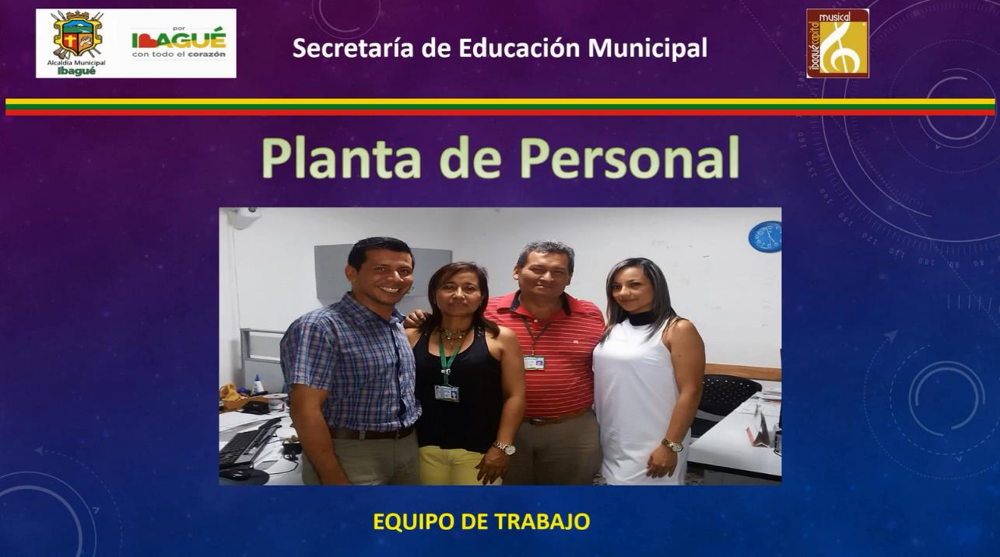 Alcaldía Municipal
Ibagué
por
IBAGUÉ
con todo el corazón
Secretaría de Educación Municipal
musical
ibaguécapital
Planta de Personal
EQUIPO DE TRABAJO